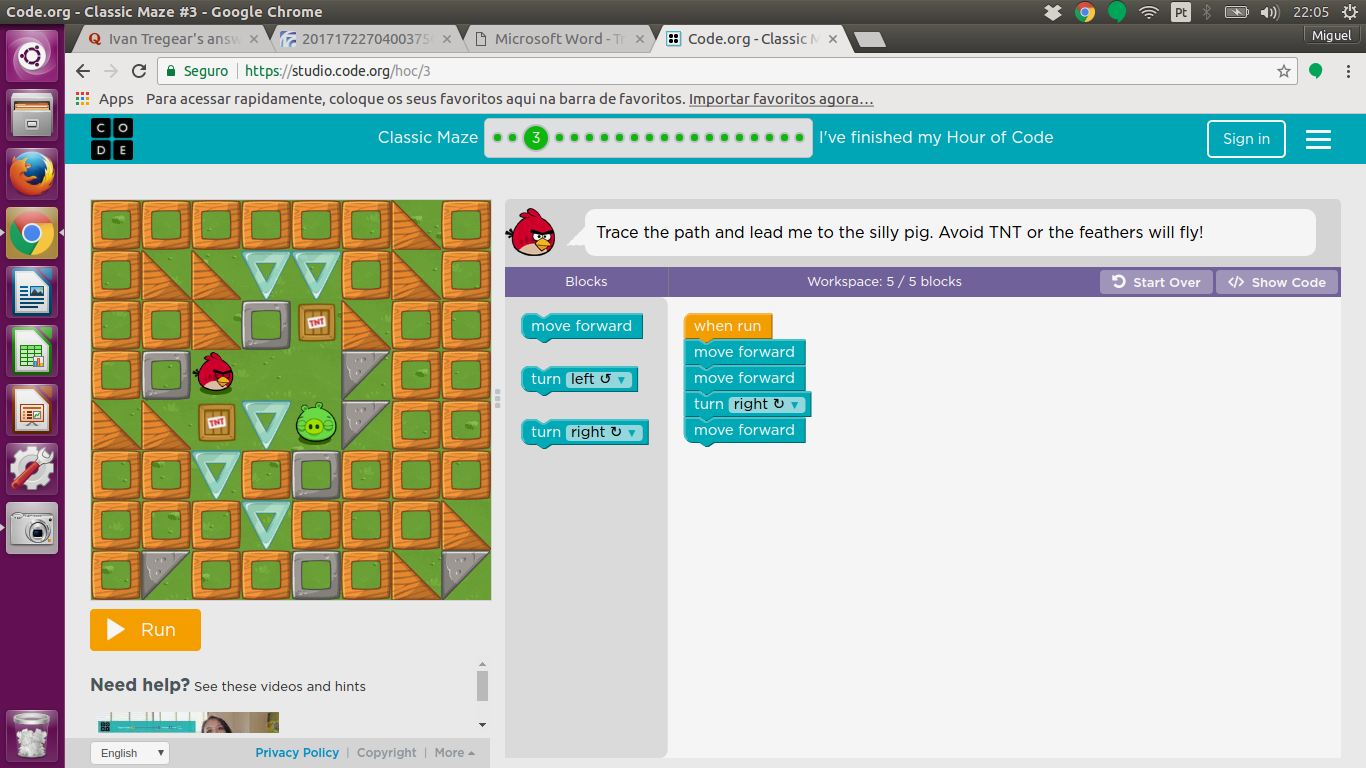 Code.org - Classic Maze #3 - Google Chrome
Pt
22:05
Ivan Tregear's answ
Microsoft Word - Tr
Code.org - Classic M
Miguel
Seguro
https://studio.code.org/hoc/3
Apps
Para acessar rapidamente, coloque os seus favoritos aqui na barra de favoritos. Importar favoritos agora...
C O
D E
Classic Maze
3
I've finished my Hour of Code
Sign in
Trace the path and lead me to the silly pig. Avoid TNT or the feathers will fly!
Blocks
Workspace: 5 / 5 blocks
Start Over
</> Show Code
move forward
turn left ↺ ▼
turn right ↻ ▼
when run
move forward
move forward
turn right ↻ ▼
move forward
TNT
TNT
Run
Need help? See these videos and hints
English
Privacy Policy | Copyright | More